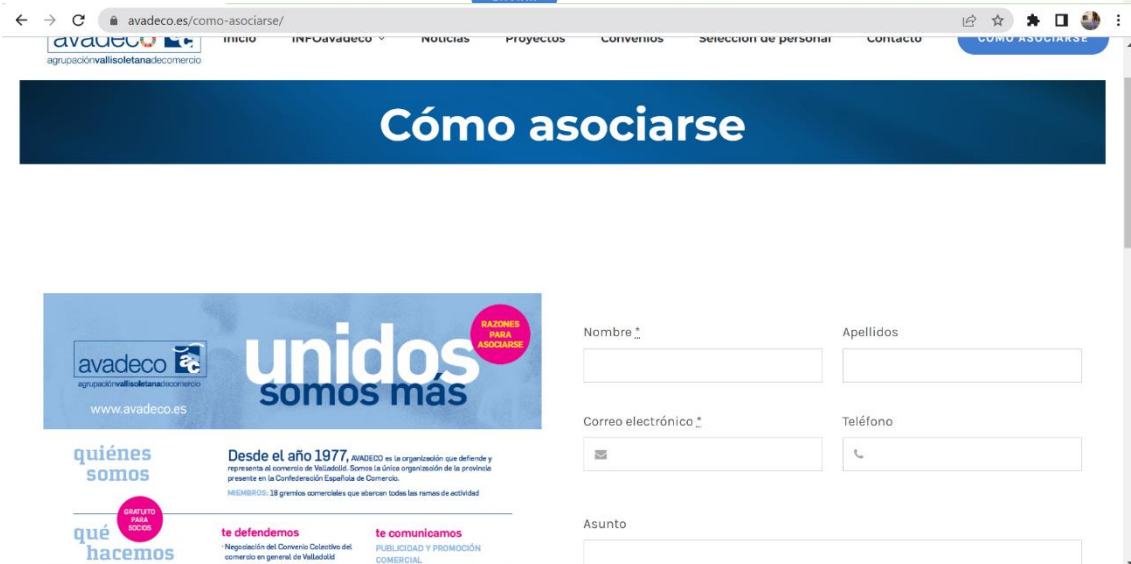 avadeco.es/como-asociarse/
avadeco
agrupaciónvallisoletanadecomercio
Inicio INFOavadeco Noticias Proyectos Convenios Selección de personal Contacto CÓMO ASOCIARSE
Cómo asociarse
avadeco
agrupaciónvallisoletanadecomercio
www.avadeco.es
unidos
somos más
RAZONES
PARA
ASOCIARSE
quiénes
somos
Desde el año 1977, AVADECO es la organización que defiende y
representa al comercio de Valladolid. Somos la única organización de la provincia
presente en la Confederación Española de Comercio.
MIEMBROS: 18 gremios comerciales que abarcan todas las ramas de actividad
GRATUITO
PARA
SOCIOS
qué
hacemos
te defendemos
· Negociación del Convenio Colectivo del
comercio en general de Valladolid
te comunicamos
PUBLICIDAD Y PROMOCIÓN
COMERCIAL
Nombre *
Apellidos
Correo electrónico *
Teléfono
Asunto